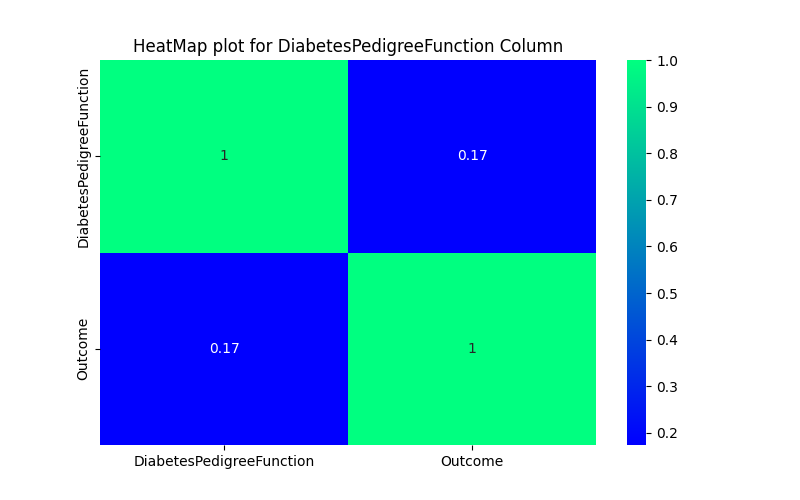 HeatMap plot for DiabetesPedigreeFunction Column
DiabetesPedigreeFunction
1
0.17
Outcome
0.17
1
DiabetesPedigreeFunction
Outcome
1.0
0.9
0.8
0.7
0.6
0.5
0.4
0.3
0.2